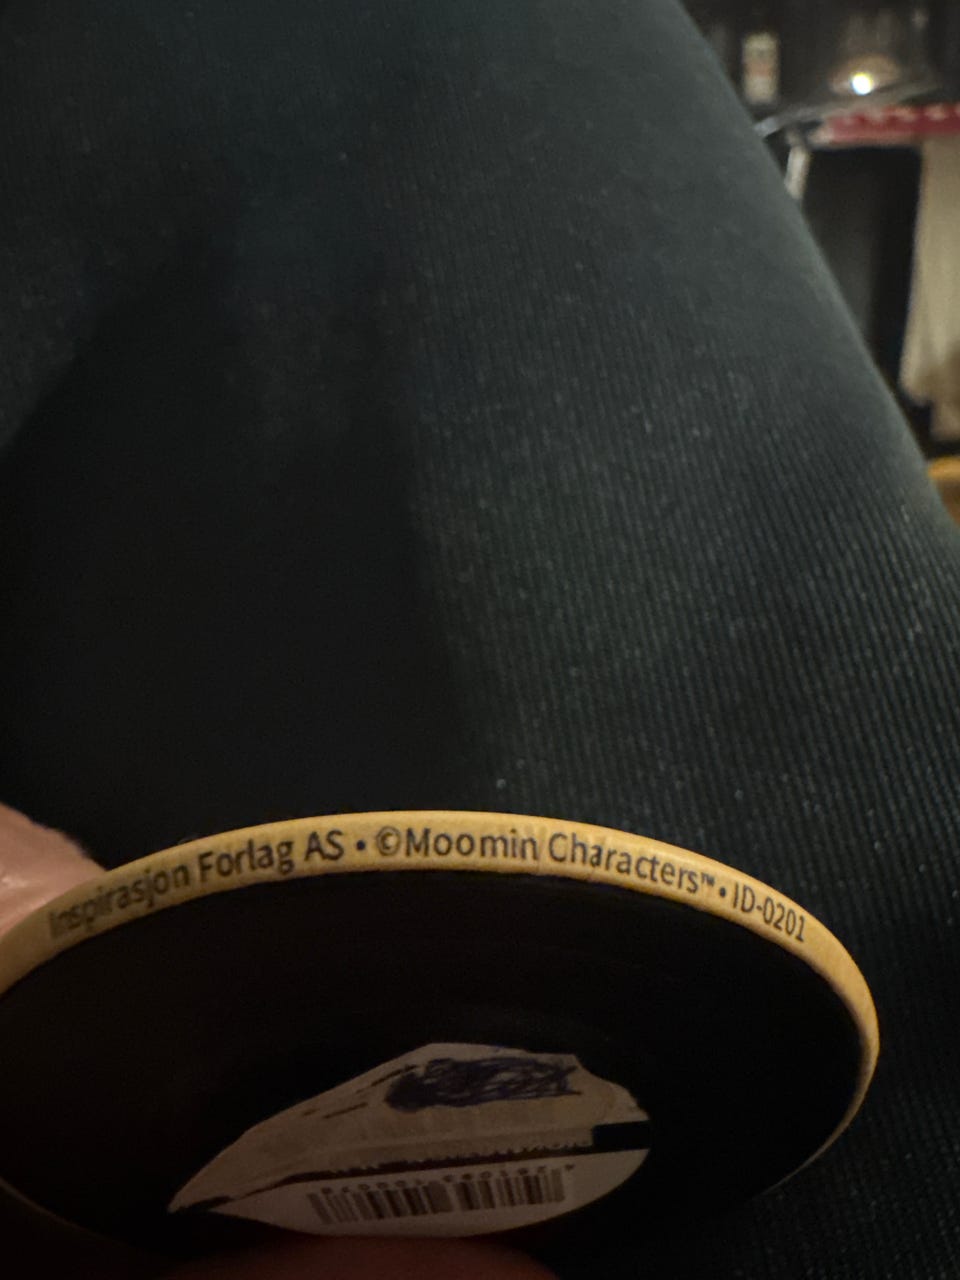 Inspirasjon Forlag AS • ©Moomin Characters™ • ID-0201